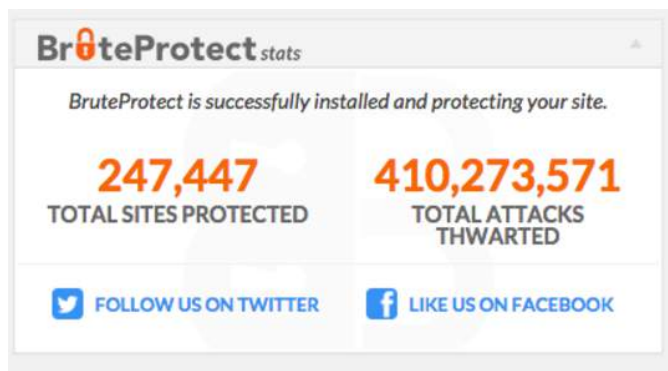 BruteProtect stats
BruteProtect is successfully installed and protecting your site.
247,447
TOTAL SITES PROTECTED
410,273,571
TOTAL ATTACKS
THWARTED
FOLLOW US ON TWITTER
LIKE US ON FACEBOOK